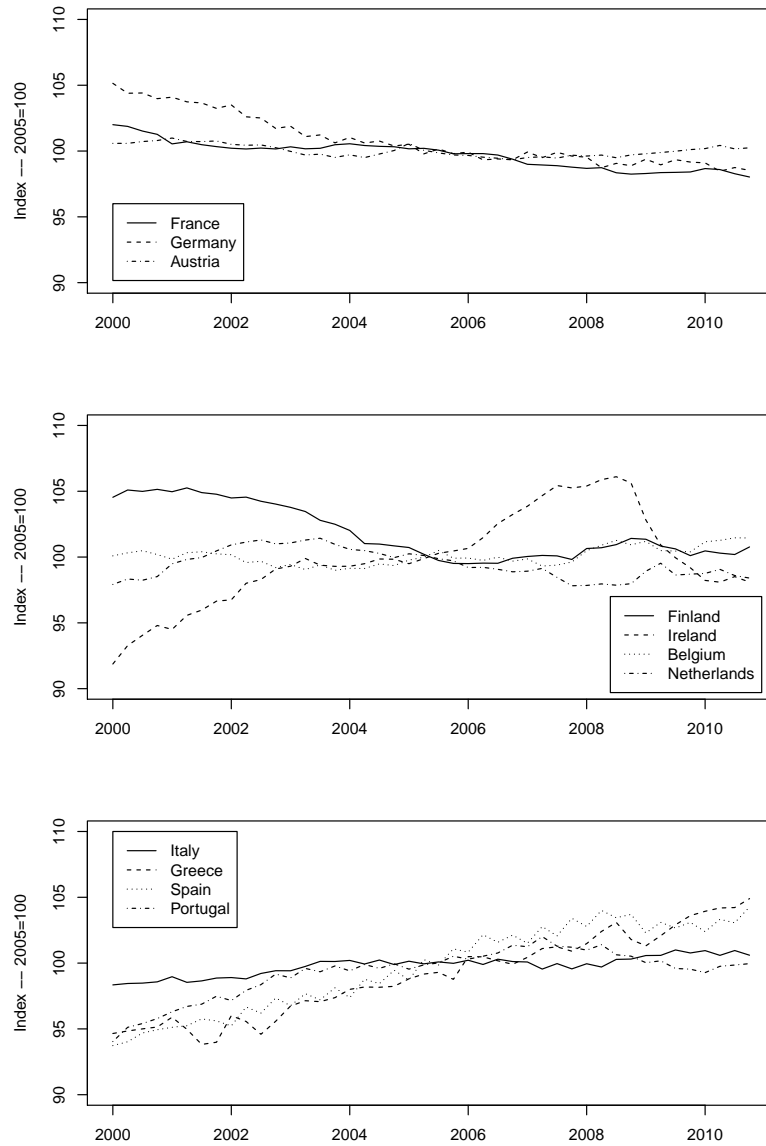 110
105
100
95
90
Index –– 2005=100
France
Germany
Austria
2000 2002 2004 2006 2008 2010
110
105
100
95
90
Index –– 2005=100
Finland
Ireland
Belgium
Netherlands
2000 2002 2004 2006 2008 2010
110
105
100
95
90
Index –– 2005=100
Italy
Greece
Spain
Portugal
2000 2002 2004 2006 2008 2010